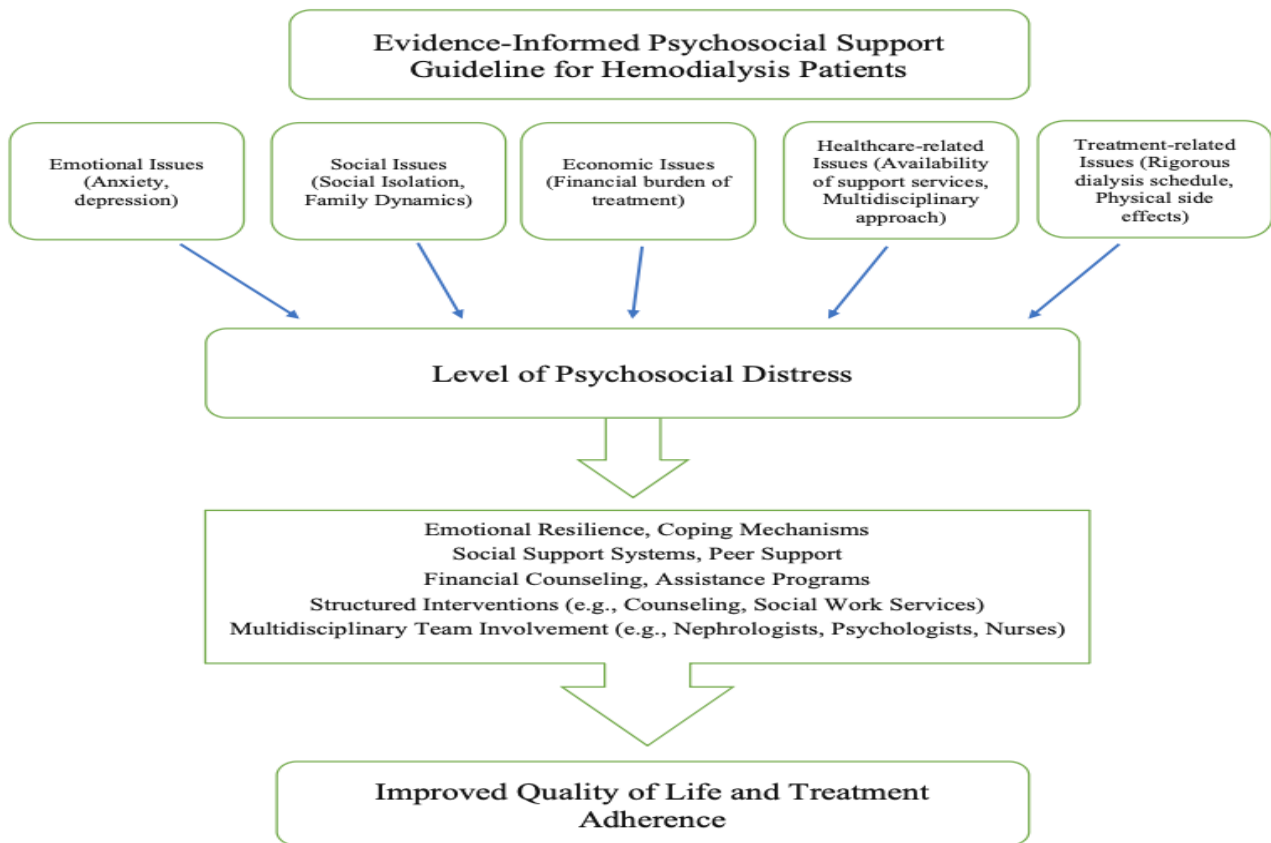 Evidence-Informed Psychosocial Support
Guideline for Hemodialysis Patients
Emotional Issues
(Anxiety,
depression)
Social Issues
(Social Isolation,
Family Dynamics)
Economic Issues
(Financial burden of
treatment)
Healthcare-related
Issues (Availability
of support services,
Multidisciplinary
approach)
Treatment-related
Issues (Rigorous
dialysis schedule,
Physical side
effects)
Level of Psychosocial Distress
Emotional Resilience, Coping Mechanisms
Social Support Systems, Peer Support
Financial Counseling, Assistance Programs
Structured Interventions (e.g., Counseling, Social Work Services)
Multidisciplinary Team Involvement (e.g., Nephrologists, Psychologists, Nurses)
Improved Quality of Life and Treatment
Adherence